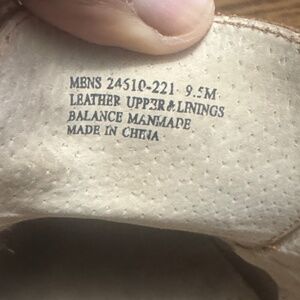 MENS 24510-221 9.5M
LEATHER UPPER & LININGS
BALANCE MANMADE
MADE IN CHINA